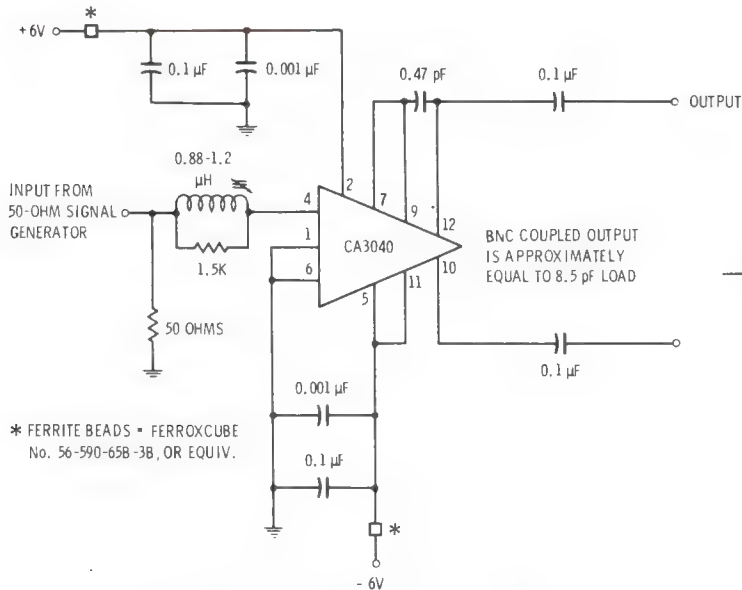 *
+6V
0.1 µF
0.001 µF
0.47 pF
0.1 µF
OUTPUT
0.88-1.2
µH
INPUT FROM
50-OHM SIGNAL
GENERATOR
1.5K
4
1
6
2
7
9
12
CA3040
10
11
5
BNC COUPLED OUTPUT
IS APPROXIMATELY
EQUAL TO 8.5 pF LOAD
50 OHMS
0.1 µF
0.001 µF
0.1 µF
* FERRITE BEADS = FERROXCUBE
No. 56-590-65B-3B, OR EQUIV.
*
- 6V